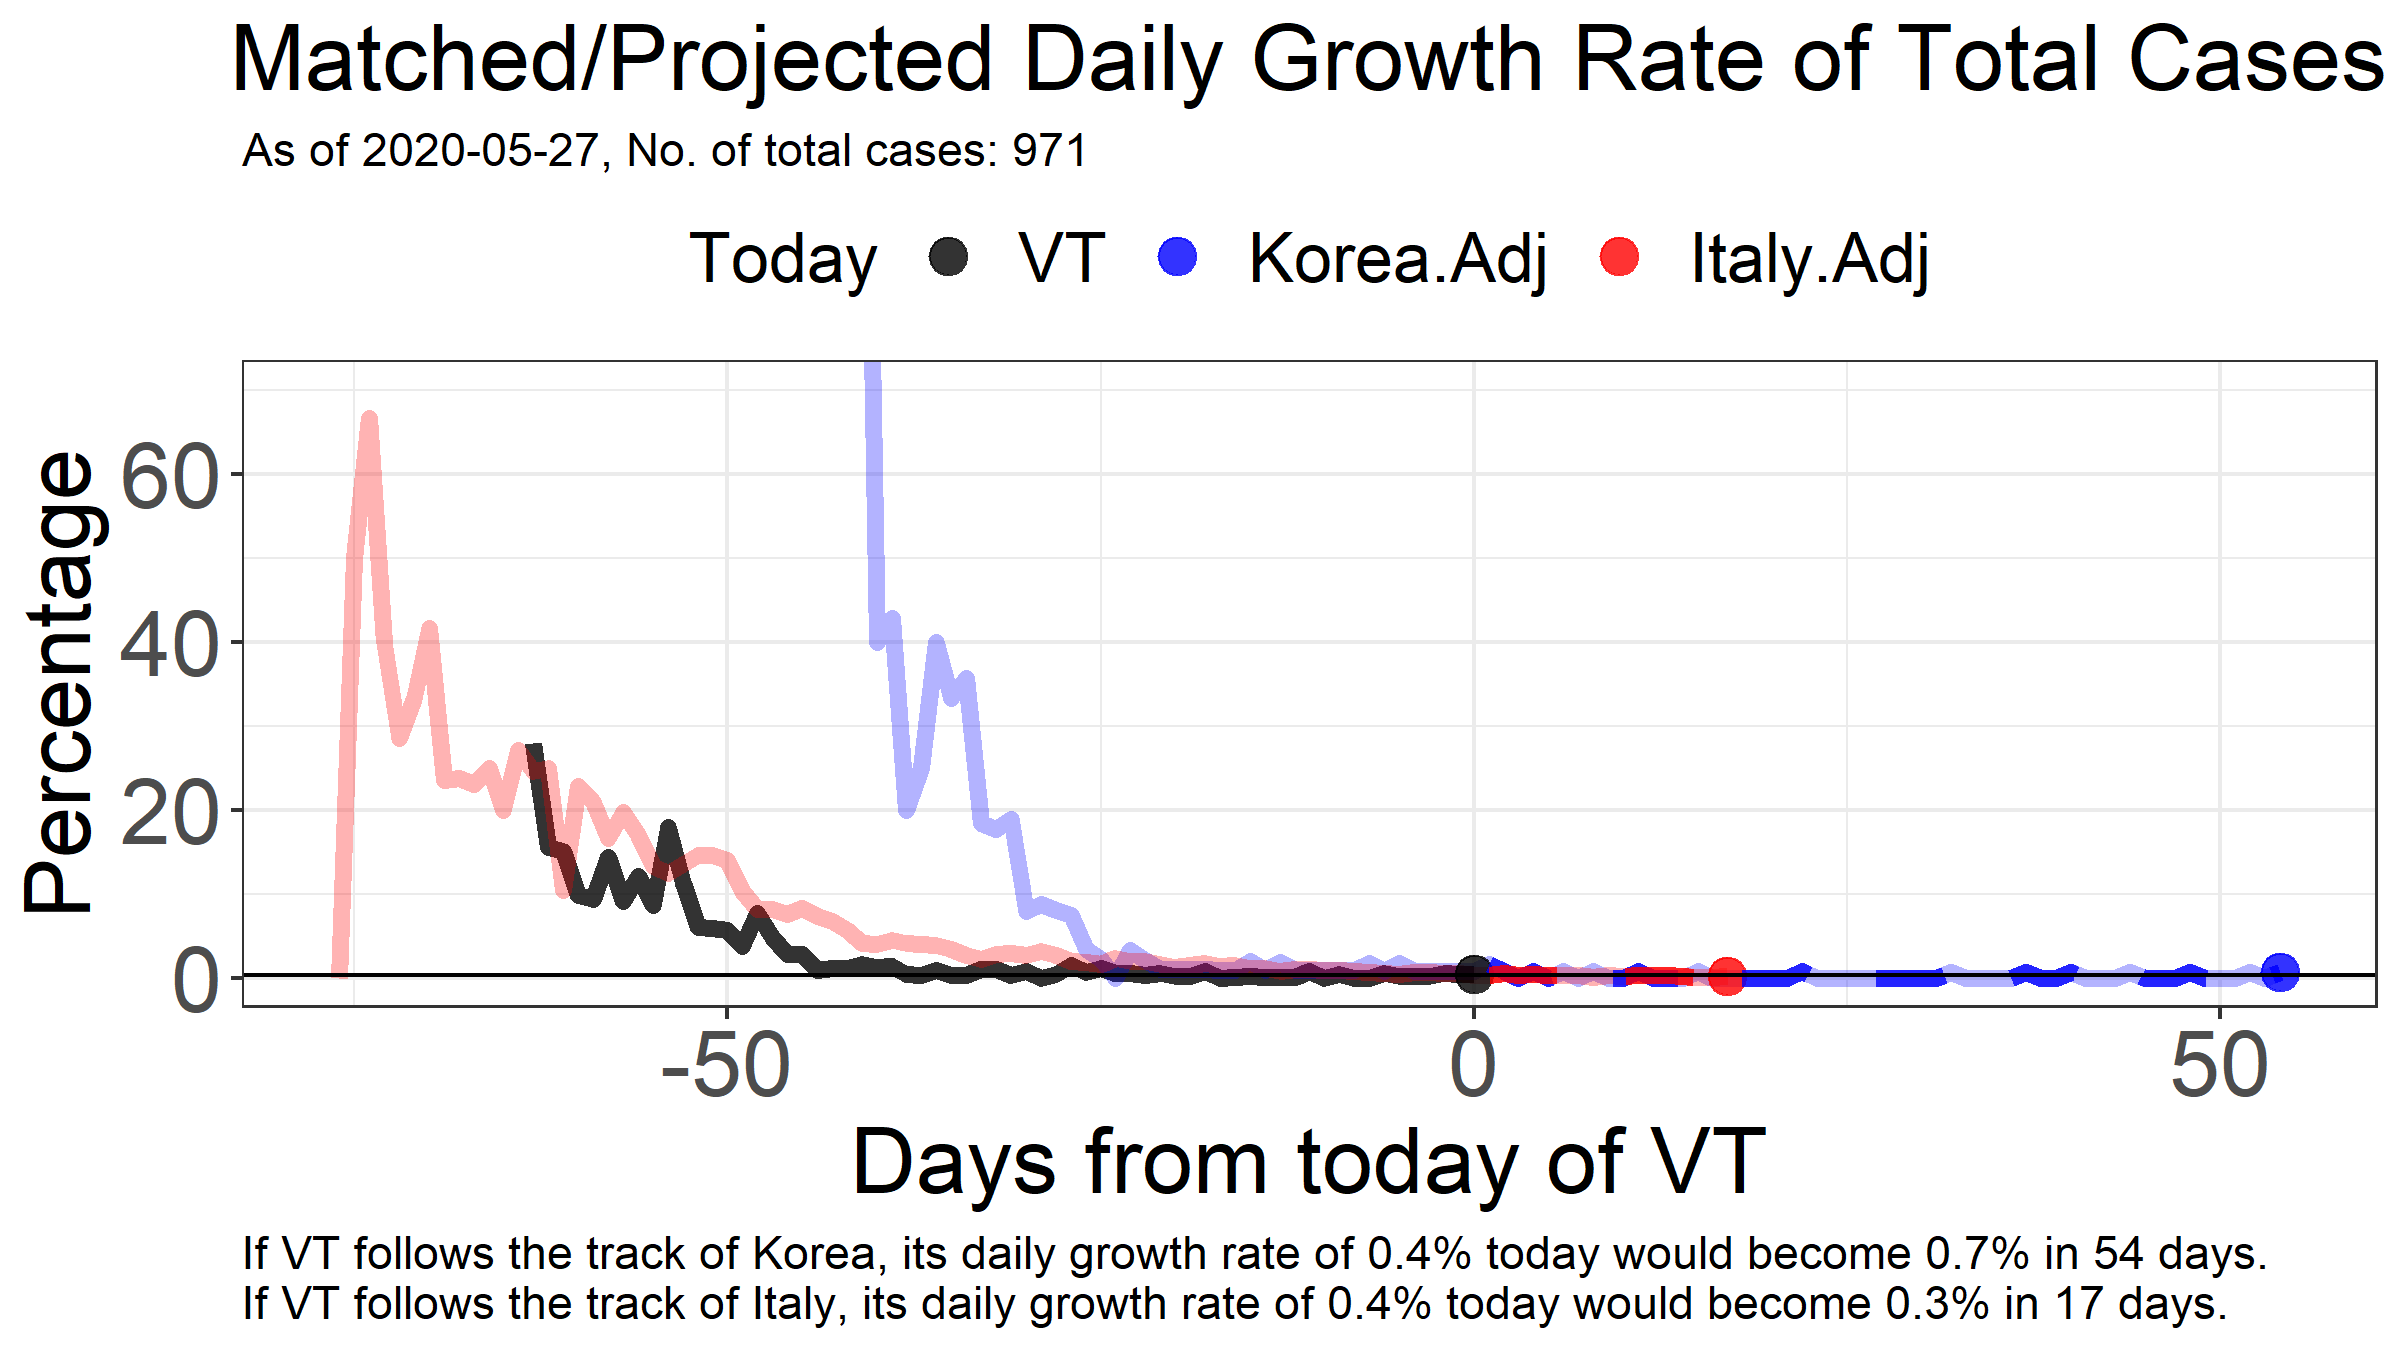 Matched/Projected Daily Growth Rate of Total Cases
As of 2020-05-27, No. of total cases: 971
Today VT Korea.Adj Italy.Adj
Percentage
60
40
20
0
-50 0 50
Days from today of VT
If VT follows the track of Korea, its daily growth rate of 0.4% today would become 0.7% in 54 days.
If VT follows the track of Italy, its daily growth rate of 0.4% today would become 0.3% in 17 days.